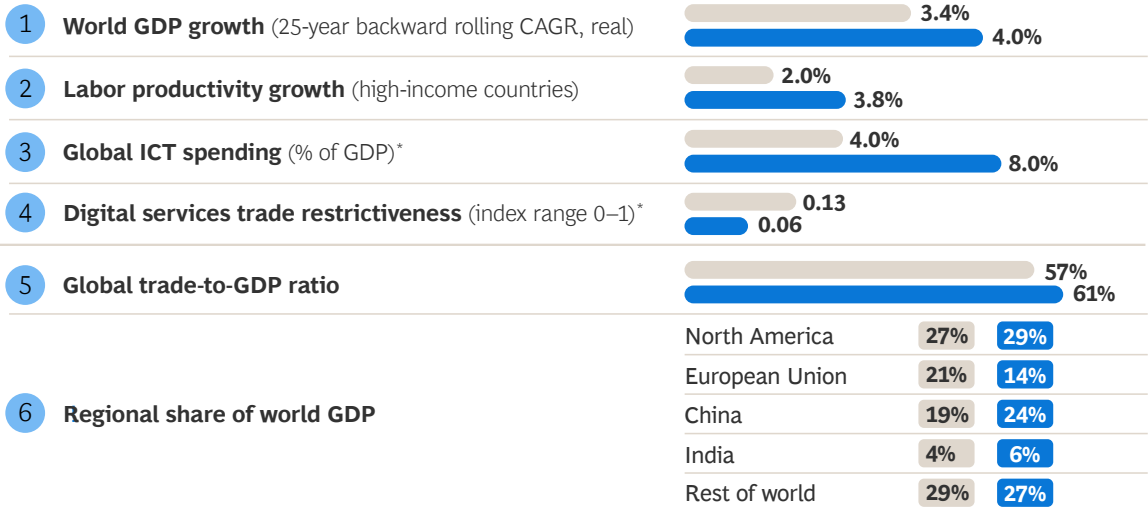 1 World GDP growth (25-year backward rolling CAGR, real) 3.4%
4.0%
2 Labor productivity growth (high-income countries) 2.0%
3.8%
3 Global ICT spending (% of GDP)* 4.0%
8.0%
4 Digital services trade restrictiveness (index range 0–1)* 0.13
0.06
5 Global trade-to-GDP ratio 57%
61%
6 Regional share of world GDP
North America 27% 29%
European Union 21% 14%
China 19% 24%
India 4% 6%
Rest of world 29% 27%